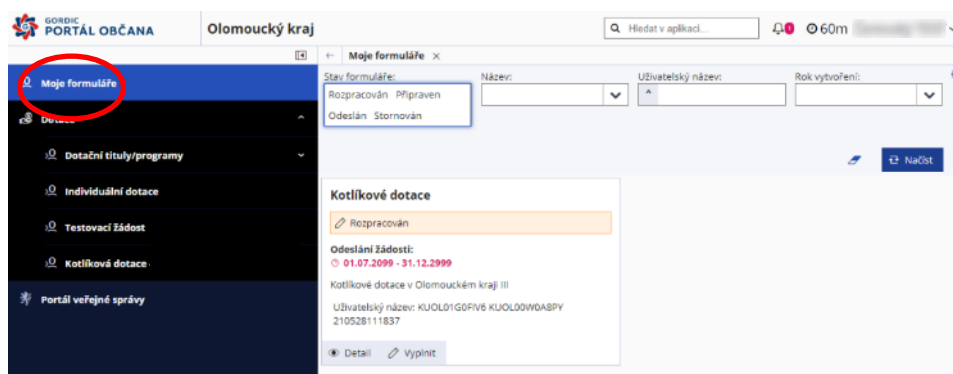 GORDIC
PORTÁL OBČANA
Olomoucký kraj
Hledat v aplikaci...
60m
Moje formuláře
Dotace
Dotační tituly/programy
Individuální dotace
Testovací žádost
Kotlíková dotace
Portál veřejné správy
Moje formuláře
Stav formuláře:
Název:
Uživatelský název:
Rok vytvoření:
Rozpracován Připraven
Odeslán Stornován
Načíst
Kotlíkové dotace
Rozpracován
Odeslání žádosti:
01.07.2099 - 31.12.2999
Kotlíkové dotace v Olomouckém kraji III
Uživatelský název: KUOL01G0FIV6 KUOL00W0A8PY
210528111837
Detail Vyplnit